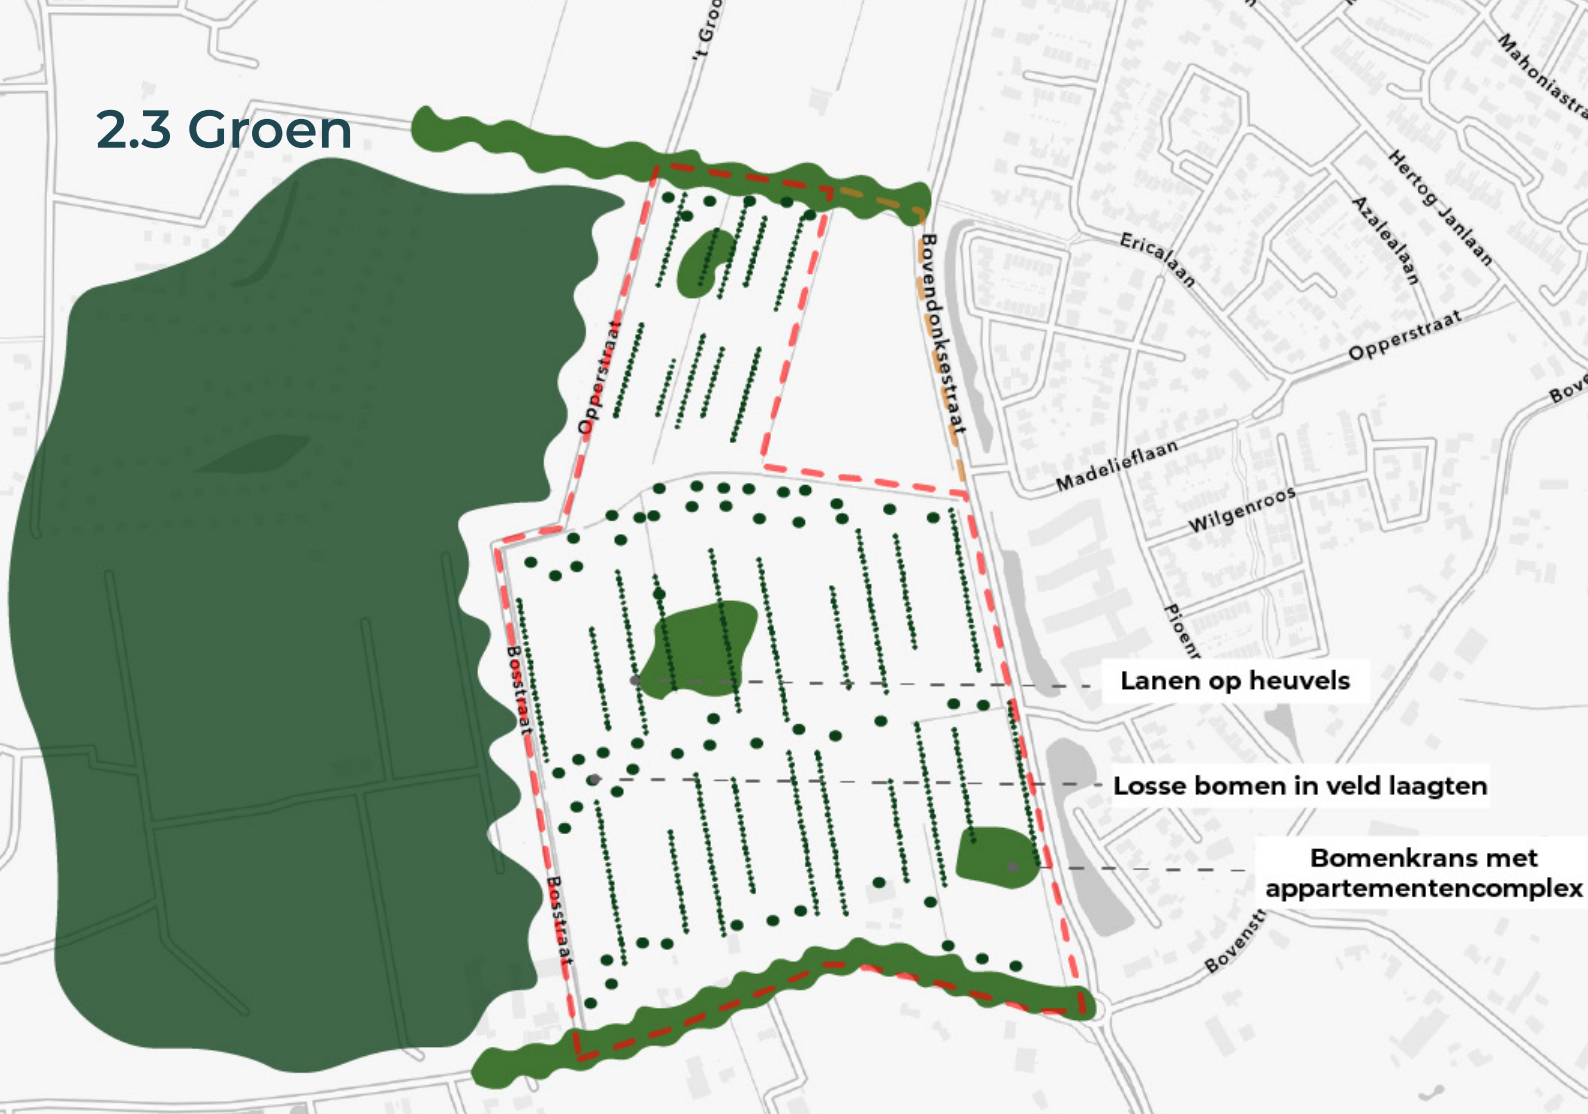 't Groo
Mahoniastra
2.3 Groen
Hertog Janlaan
Azalealaan
Ericalaan
Bovendonksestraat
Opperstraat
Opperstraat
Bove
Madelieflaan
Wilgenroos
Pioenr
Bosstraat
Lanen op heuvels
Losse bomen in veld laagten
Bomenkrans met
appartementencomplex
Bosstraat
Bovenstr